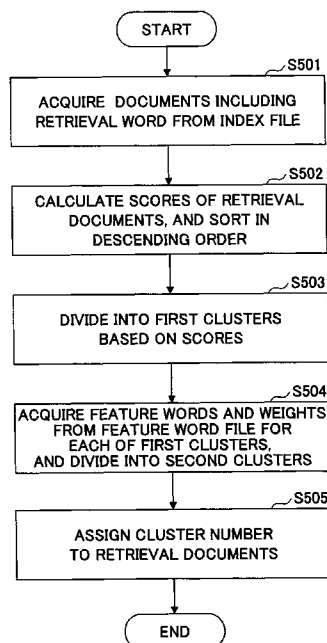 START
S501
ACQUIRE DOCUMENTS INCLUDING
RETRIEVAL WORD FROM INDEX FILE
S502
CALCULATE SCORES OF RETRIEVAL
DOCUMENTS, AND SORT IN
DESCENDING ORDER
S503
DIVIDE INTO FIRST CLUSTERS
BASED ON SCORES
S504
ACQUIRE FEATURE WORDS AND WEIGHTS
FROM FEATURE WORD FILE FOR
EACH OF FIRST CLUSTERS,
AND DIVIDE INTO SECOND CLUSTERS
S505
ASSIGN CLUSTER NUMBER
TO RETRIEVAL DOCUMENTS
END